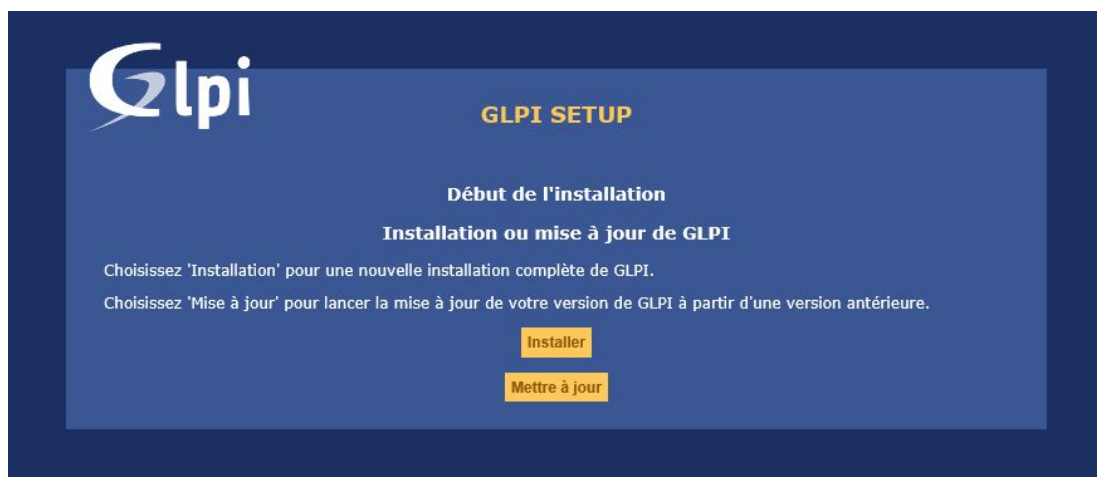 Glpi
GLPI SETUP
Début de l'installation
Installation ou mise à jour de GLPI
Choisissez 'Installation' pour une nouvelle installation complète de GLPI.
Choisissez 'Mise à jour' pour lancer la mise à jour de votre version de GLPI à partir d'une version antérieure.
Installer
Mettre à jour